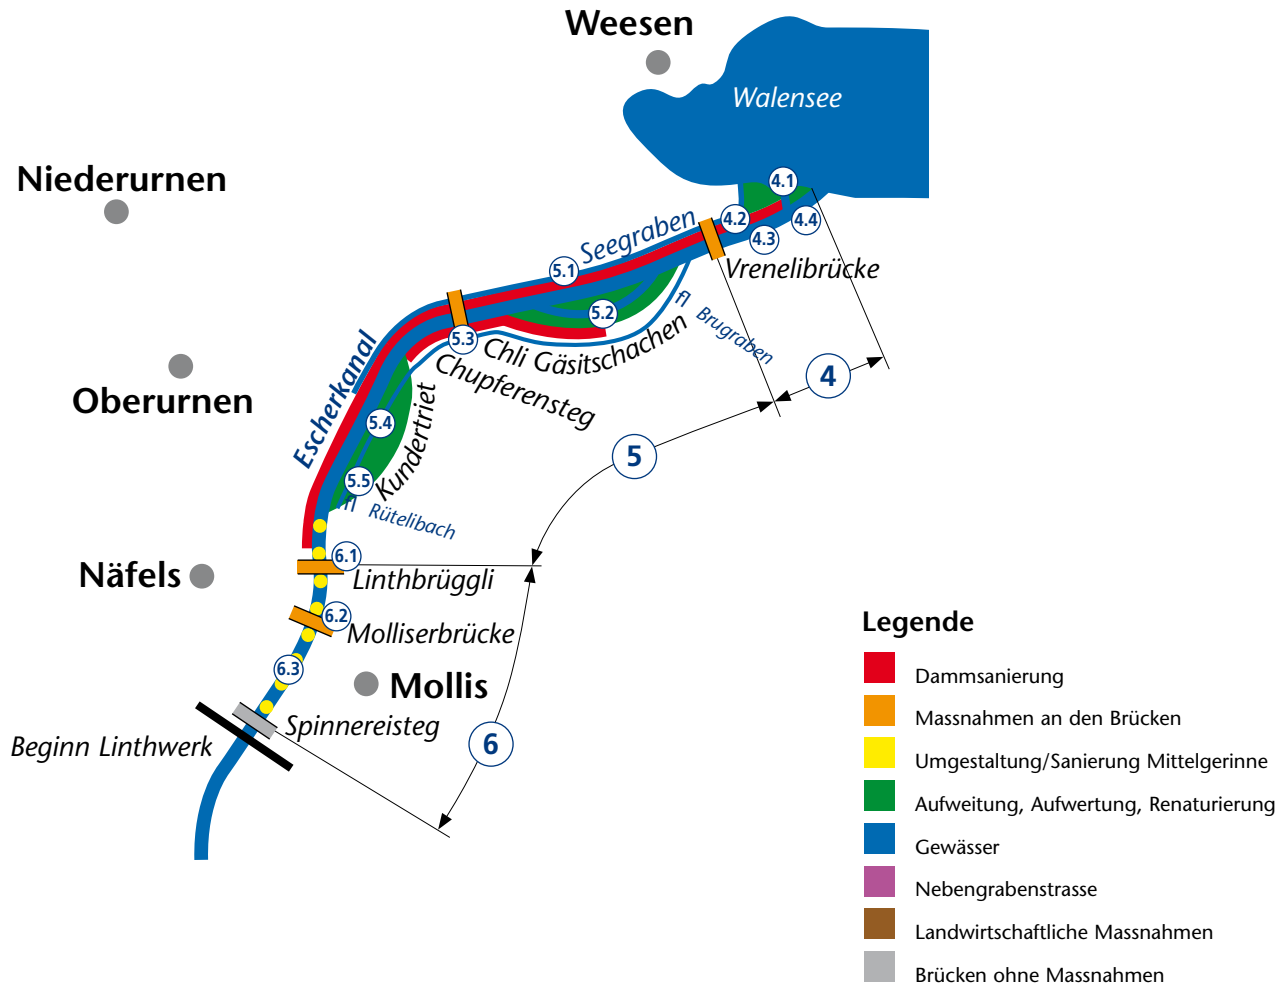 Weesen
Walensee
Niederurnen
4.1
4.2
4.4
4.3
Seegraben
5.1
Vrenelibrücke
5.2
fl Brugraben
5.3
Chli Gäsitschachen
Chupferensteg
Escherkanal
Oberurnen
4
5.4
Kundertriet
5
5.5
fl Rütelibach
6.1
Näfels
Linthbrüggli
6.2
Molliserbrücke
6.3
Mollis
Spinnereisteg
Beginn Linthwerk
6
Legende
Dammsanierung
Massnahmen an den Brücken
Umgestaltung/Sanierung Mittelgerinne
Aufweitung, Aufwertung, Renaturierung
Gewässer
Nebengrabenstrasse
Landwirtschaftliche Massnahmen
Brücken ohne Massnahmen